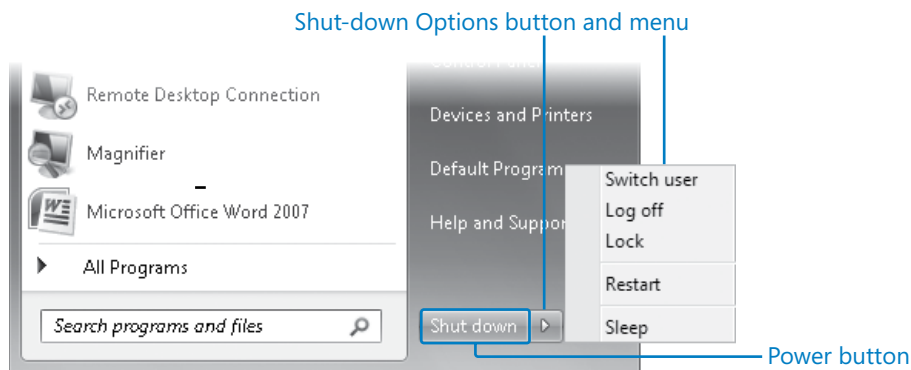 Shut-down Options button and menu
Remote Desktop Connection
Magnifier
Microsoft Office Word 2007
All Programs
Search programs and files
Devices and Printers
Default Program
Help and Suppor
Shut down
Switch user
Log off
Lock
Restart
Sleep
Power button